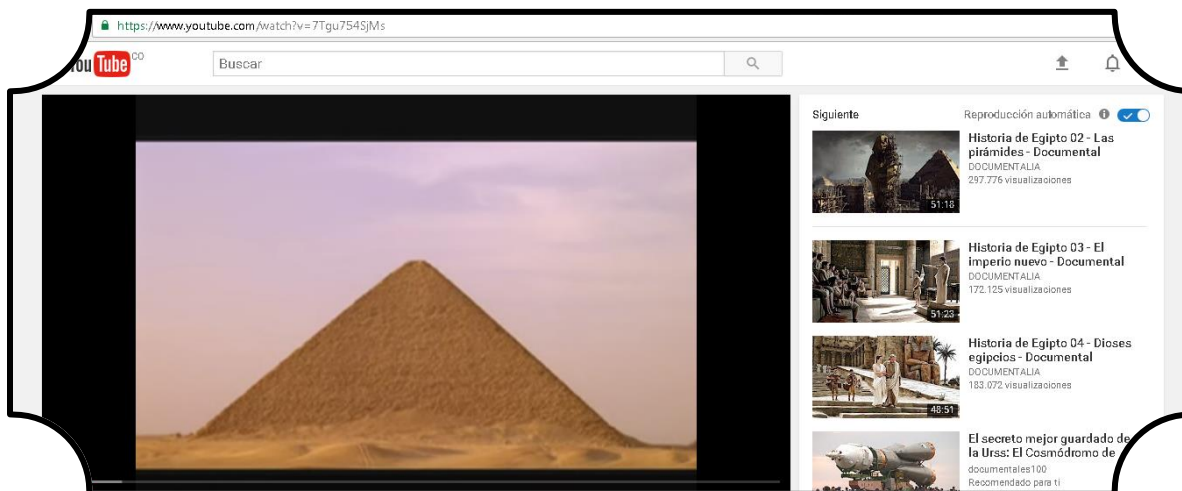 https://www.youtube.com/watch?v=7Tgu754SjMs
You Tube CO
Buscar
Siguiente
Reproducción automática
Historia de Egipto 02 - Las
pirámides - Documental
DOCUMENTALIA
297.776 visualizaciones
51:18
Historia de Egipto 03 - El
imperio nuevo - Documental
DOCUMENTALIA
172.125 visualizaciones
51:23
Historia de Egipto 04 - Dioses
egipcios - Documental
DOCUMENTALIA
183.072 visualizaciones
48:51
El secreto mejor guardado de
la Urss: El Cosmódromo de
documentales100
Recomendado para ti